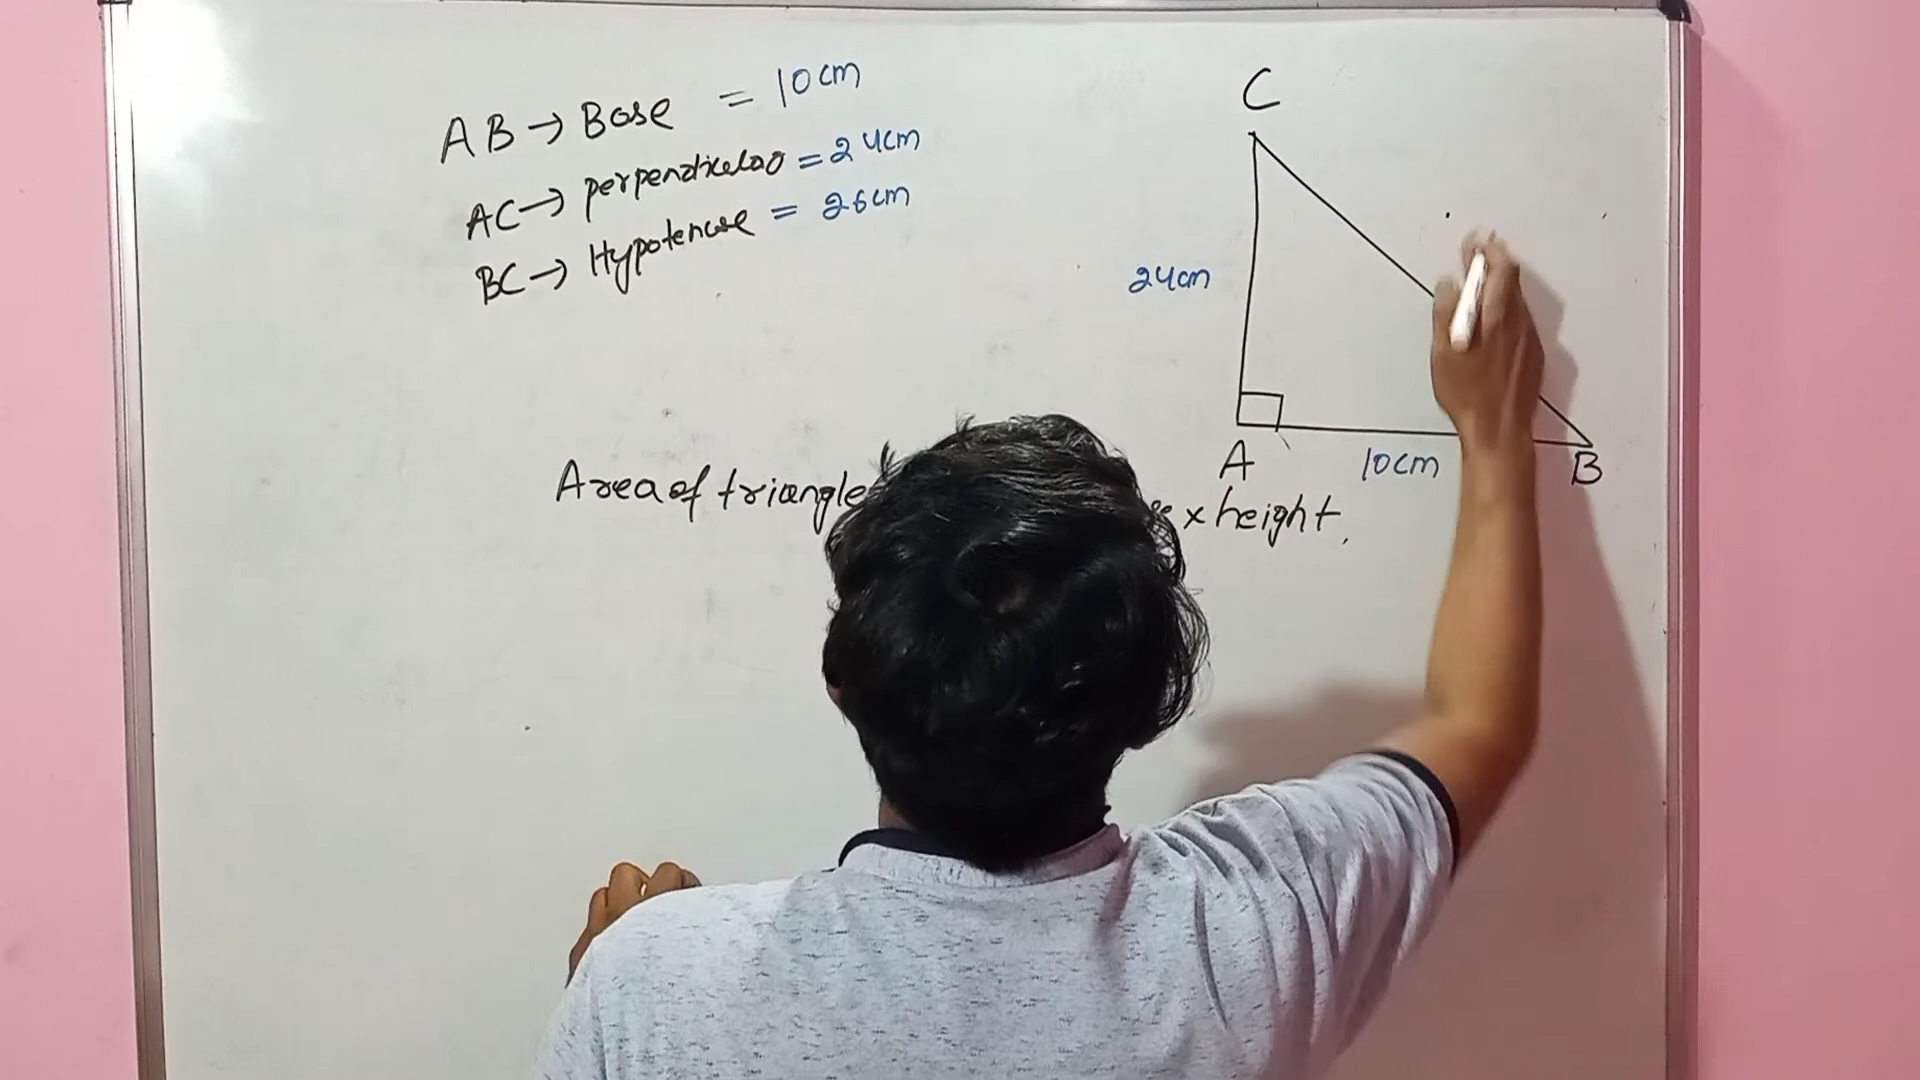 AB → Base = 10cm
AC → perpendicular = 24cm
BC → Hypotenuse = 26cm
C
24cm
A
10cm
B
Area of triangle
x height